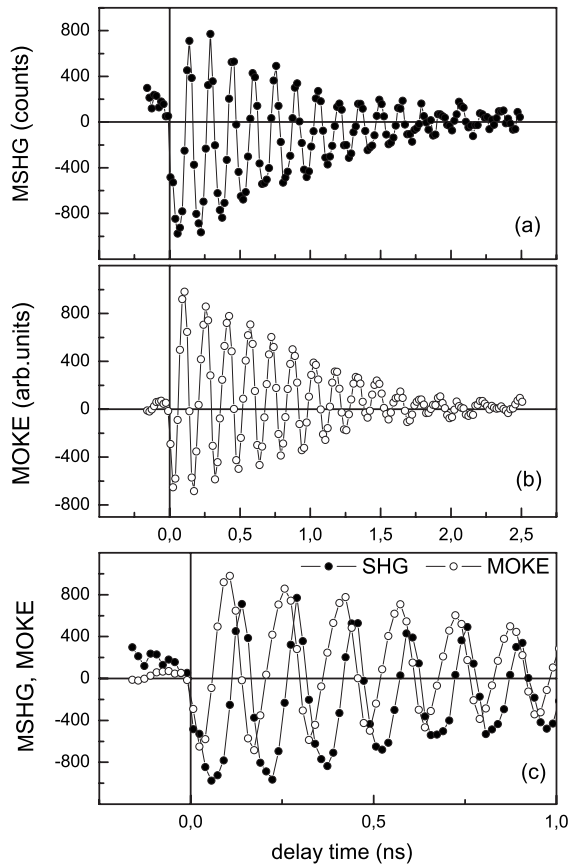 800
400
0
-400
-800
MSHG (counts)
(a)
800
400
0
-400
-800
MOKE (arb.units)
(b)
0,0 0,5 1,0 1,5 2,0 2,5
SHG MOKE
800
400
0
-400
-800
MSHG, MOKE
(c)
0,0 0,5 1,0
delay time (ns)